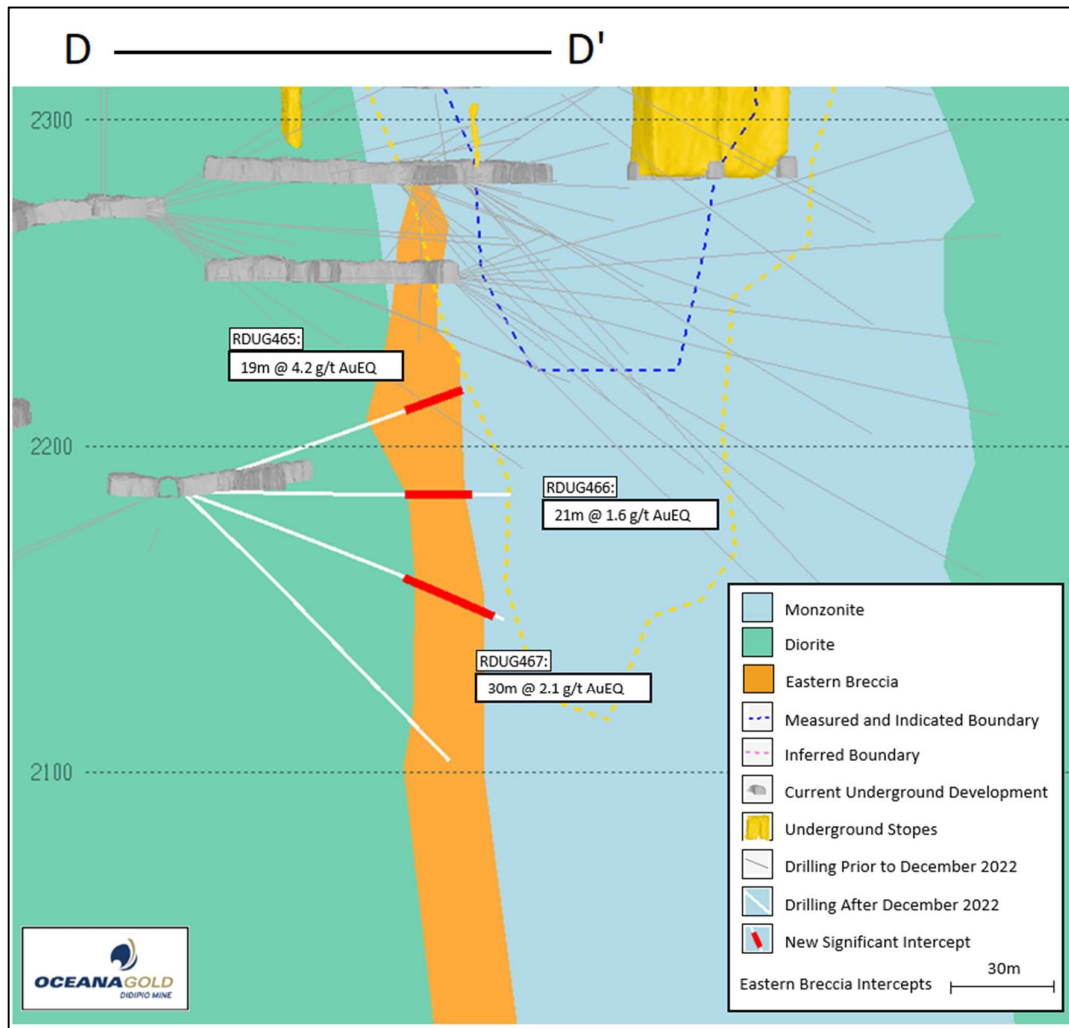 D D'
2300
RDUG465:
19m @ 4.2 g/t AuEQ
2200
RDUG466:
21m @ 1.6 g/t AuEQ
RDUG467:
30m @ 2.1 g/t AuEQ
2100
Monzonite
Diorite
Eastern Breccia
Measured and Indicated Boundary
Inferred Boundary
Current Underground Development
Underground Stopes
Drilling Prior to December 2022
Drilling After December 2022
New Significant Intercept
Eastern Breccia Intercepts 30m
OCEANAGOLD
DIDIPIO MINE